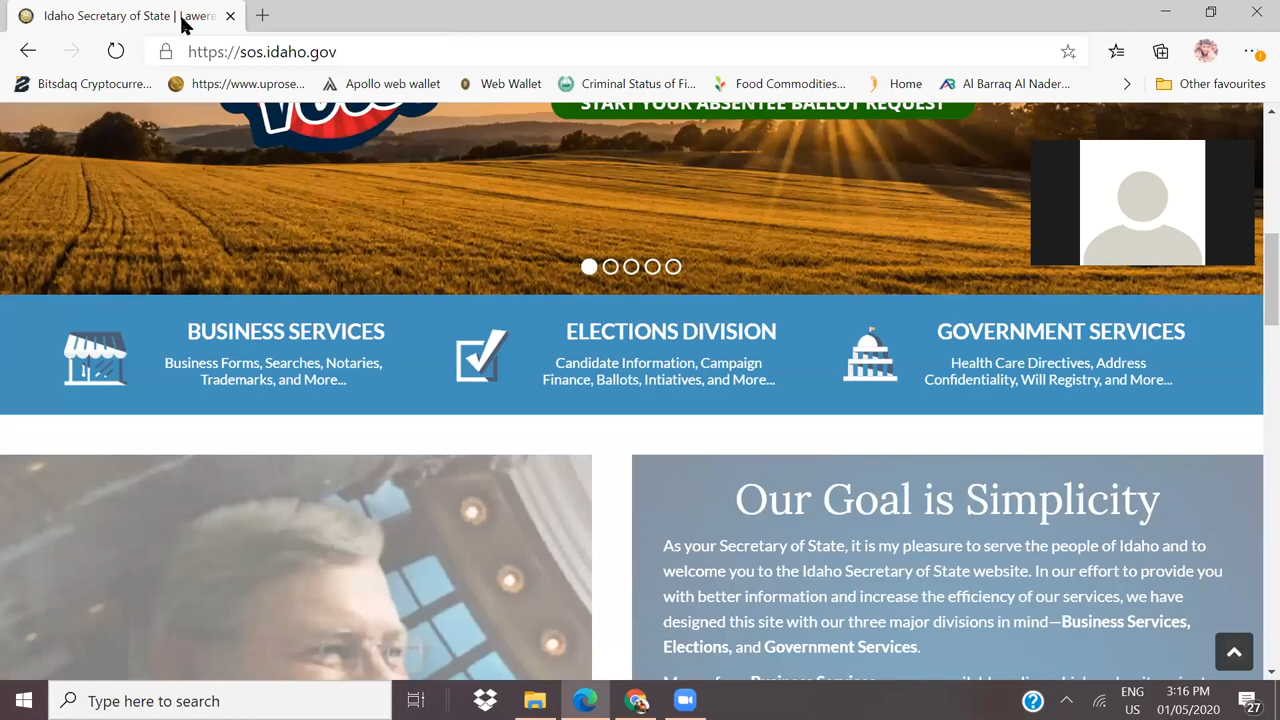 Idaho Secretary of State | Lawere
https://sos.idaho.gov
Bitsdaq Cryptocurre...
https://www.uprose...
Apollo web wallet
Web Wallet
Criminal Status of Fi...
Food Commodities...
Home
Al Barraq Al Nader...
Other favourites
VOTE
START YOUR ABSENTEE BALLOT REQUEST
BUSINESS SERVICES
Business Forms, Searches, Notaries,
Trademarks, and More...
ELECTIONS DIVISION
Candidate Information, Campaign
Finance, Ballots, Intiatives, and More...
GOVERNMENT SERVICES
Health Care Directives, Address
Confidentiality, Will Registry, and More...
Our Goal is Simplicity
As your Secretary of State, it is my pleasure to serve the people of Idaho and to
welcome you to the Idaho Secretary of State website. In our effort to provide you
with better information and increase the efficiency of our services, we have
designed this site with our three major divisions in mind—Business Services,
Elections, and Government Services.
Type here to search
ENG
US
3:16 PM
01/05/2020
27